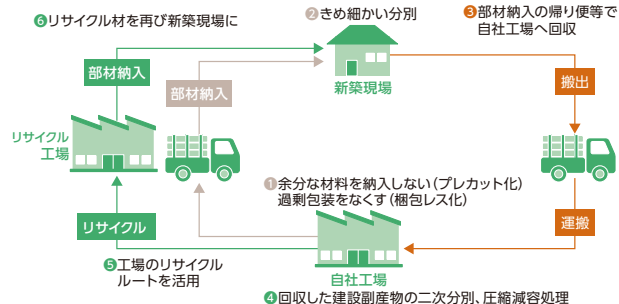 ❻リサイクル材を再び新築現場に
❷きめ細かい分別
❸部材納入の帰り便等で
自社工場へ回収
部材納入
部材納入
新築現場
搬出
リサイクル
工場
❶余分な材料を納入しない(プレカット化)
過剰包装をなくす(梱包レス化)
リサイクル
運搬
❺工場のリサイクル
ルートを活用
自社工場
❹回収した建設副産物の二次分別、圧縮減容処理